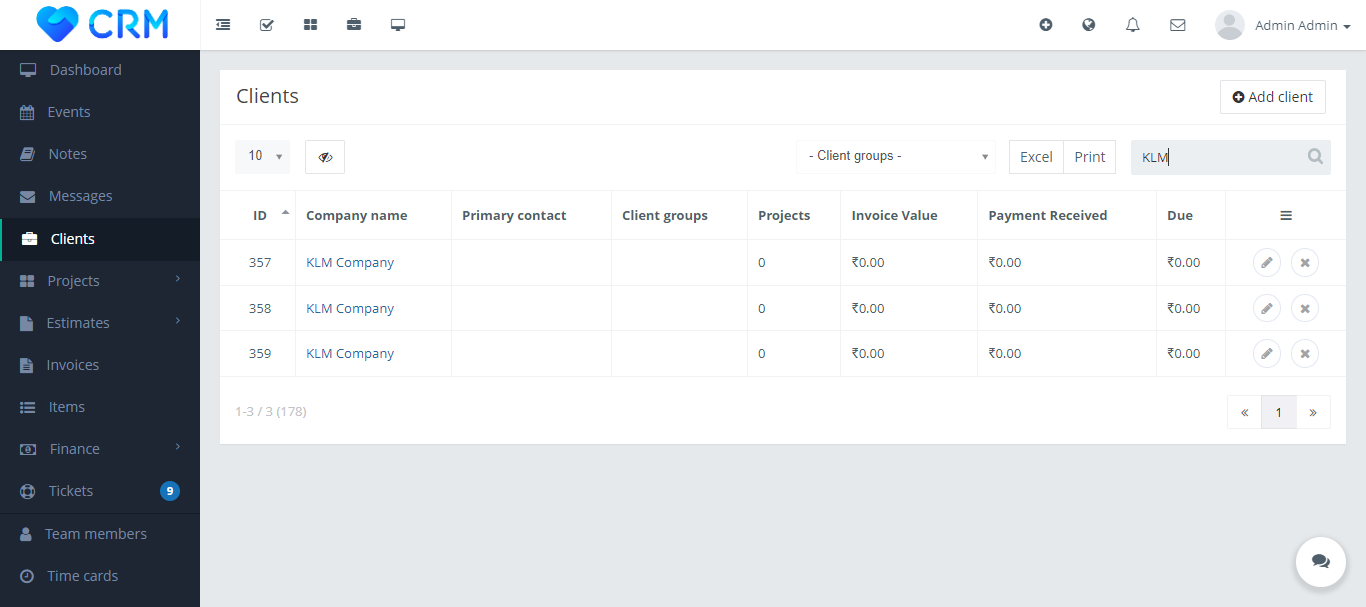 CRM
Admin Admin
Dashboard
Events
Notes
Messages
Clients
Projects
Estimates
Invoices
Items
Finance
Tickets 9
Team members
Time cards
Clients
Add client
10
- Client groups -
Excel Print
KLM
ID Company name Primary contact Client groups Projects Invoice Value Payment Received Due
357 KLM Company 0 ₹0.00 ₹0.00 ₹0.00
358 KLM Company 0 ₹0.00 ₹0.00 ₹0.00
359 KLM Company 0 ₹0.00 ₹0.00 ₹0.00
1-3 / 3 (178)
« 1 »